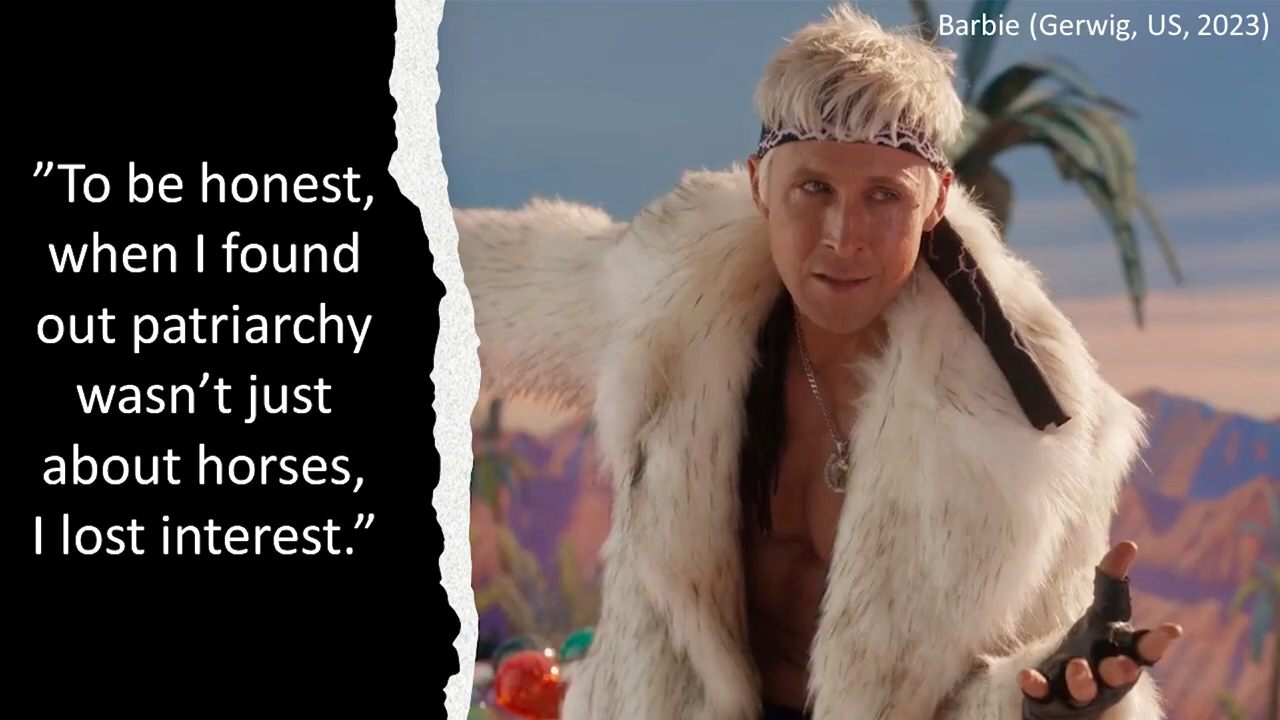 Barbie (Gerwig, US, 2023)
”To be honest,
when I found
out patriarchy
wasn’t just
about horses,
I lost interest.”